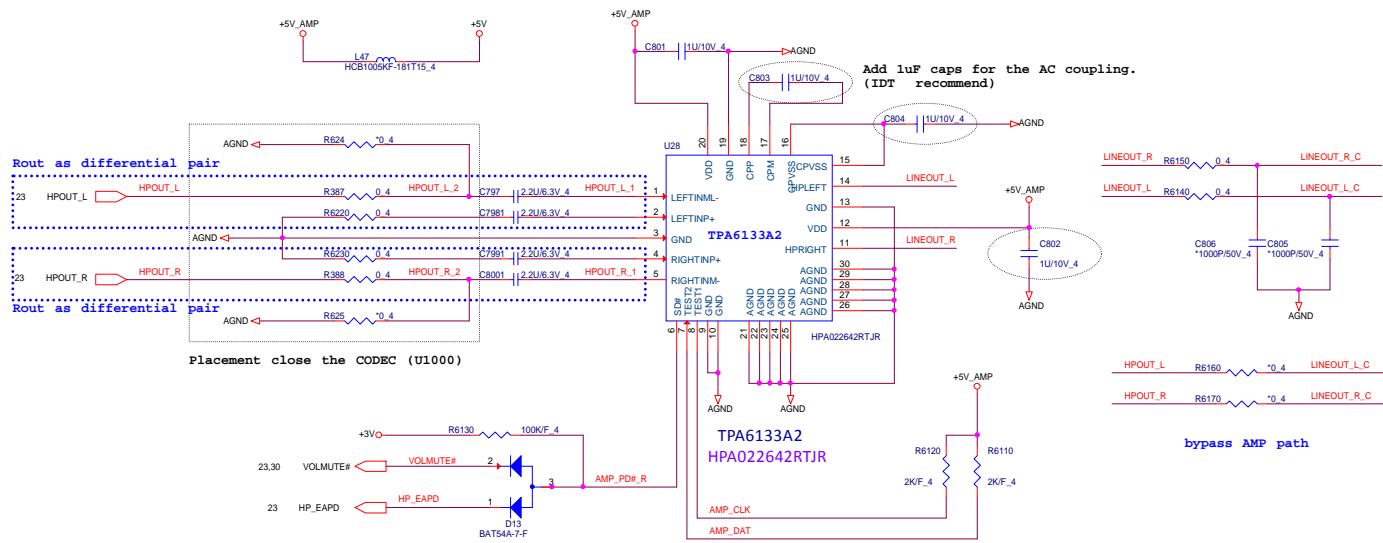 +5V_AMP
+5V
L47
HCB1005KF-181T15_4
+5V_AMP
C801
1U/10V_4
AGND
C803
1U/10V_4
Add 1uF caps for the AC coupling.
(IDT recommend)
C804
1U/10V_4
AGND
AGND
R624
*0_4
Rout as differential pair
23
HPOUT_L
HPOUT_L
R387
0_4
HPOUT_L_2
C797
2.2U/6.3V_4
HPOUT_L_1
R6220
0_4
C7981
2.2U/6.3V_4
AGND
R6230
0_4
C7991
2.2U/6.3V_4
23
HPOUT_R
HPOUT_R
R388
0_4
HPOUT_R_2
C8001
2.2U/6.3V_4
HPOUT_R_1
Rout as differential pair
AGND
R625
*0_4
Placement close the CODEC (U1000)
U28
20
19
18
17
16
VDD
GND
CPP
CPM
CPVSS
1
LEFTINML-
2
LEFTINP+
3
GND
4
RIGHTINP+
5
RIGHTINM-
TPA6133A2
CPVSS
15
HPLEFT
14
LINEOUT_L
GND
13
VDD
12
HPRIGHT
11
LINEOUT_R
AGND
30
AGND
29
AGND
28
AGND
27
AGND
26
SD#
TEST2
TEST1
GND
GND
AGND
AGND
AGND
AGND
AGND
6
7
8
9
10
21
22
23
24
25
HPA022642RTJR
AGND
AGND
TPA6133A2
HPA022642RTJR
+5V_AMP
C802
1U/10V_4
AGND
LINEOUT_R
R6150
0_4
LINEOUT_R_C
LINEOUT_L
R6140
0_4
LINEOUT_L_C
C806
*1000P/50V_4
C805
*1000P/50V_4
AGND
HPOUT_L
R6160
*0_4
LINEOUT_L_C
HPOUT_R
R6170
*0_4
LINEOUT_R_C
bypass AMP path
+3V
R6130
100K/F_4
23,30
VOLMUTE#
VOLMUTE#
2
3
AMP_PD#_R
23
HP_EAPD
HP_EAPD
1
D13
BAT54A-7-F
+5V_AMP
R6120
2K/F_4
R6110
2K/F_4
AMP_CLK
AMP_DAT